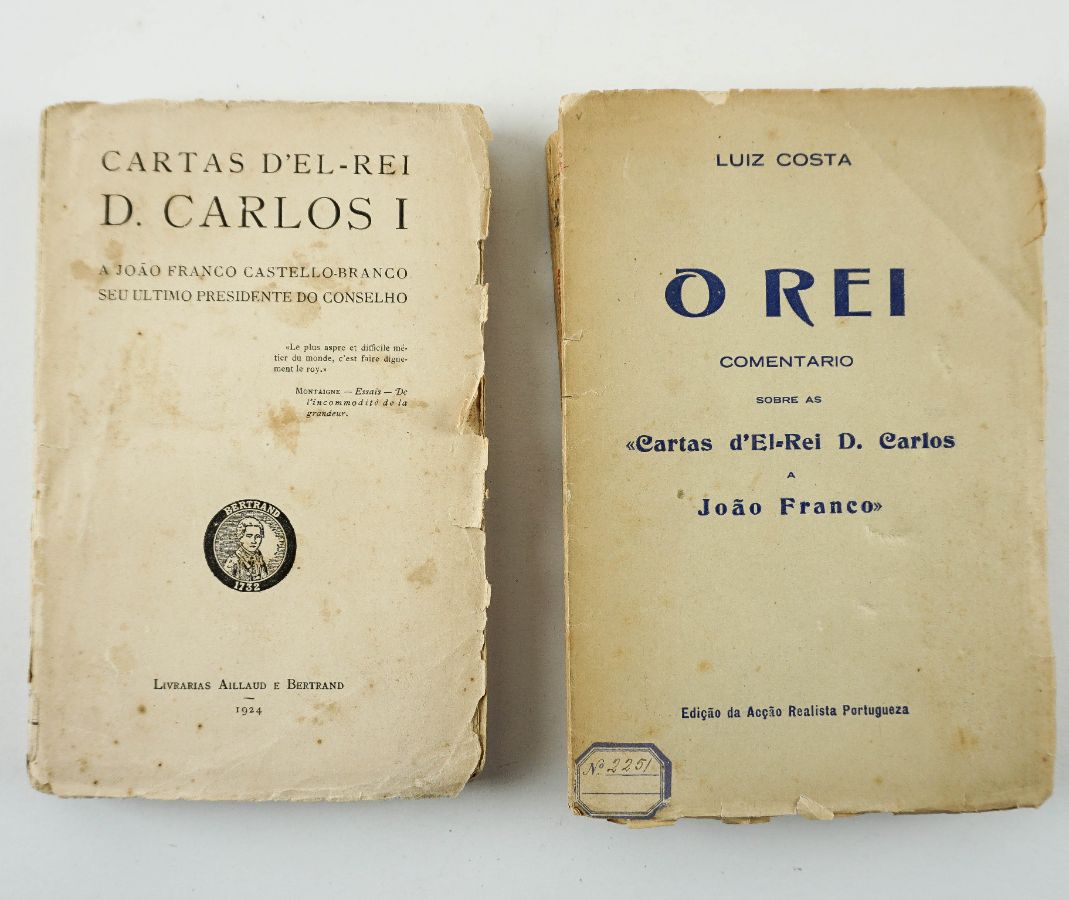 CARTAS D'EL-REI
D. CARLOS I
A JOÃO FRANCO CASTELLO-BRANCO
SEU ULTIMO PRESIDENTE DO CONSELHO
«Le plus aspre et difficile mé-
tier du monde, c'est faire digne-
ment le roy.»
MONTAIGNE — Essais — De
l'incommodité de la
grandeur.
BERTRAND
1732
LIVRARIAS AILLAUD E BERTRAND
1924
LUIZ COSTA
O REI
COMENTARIO
SOBRE AS
«Cartas d'El-Rei D. Carlos
A
João Franco»
Edição da Acção Realista Portugueza
Nº 2251